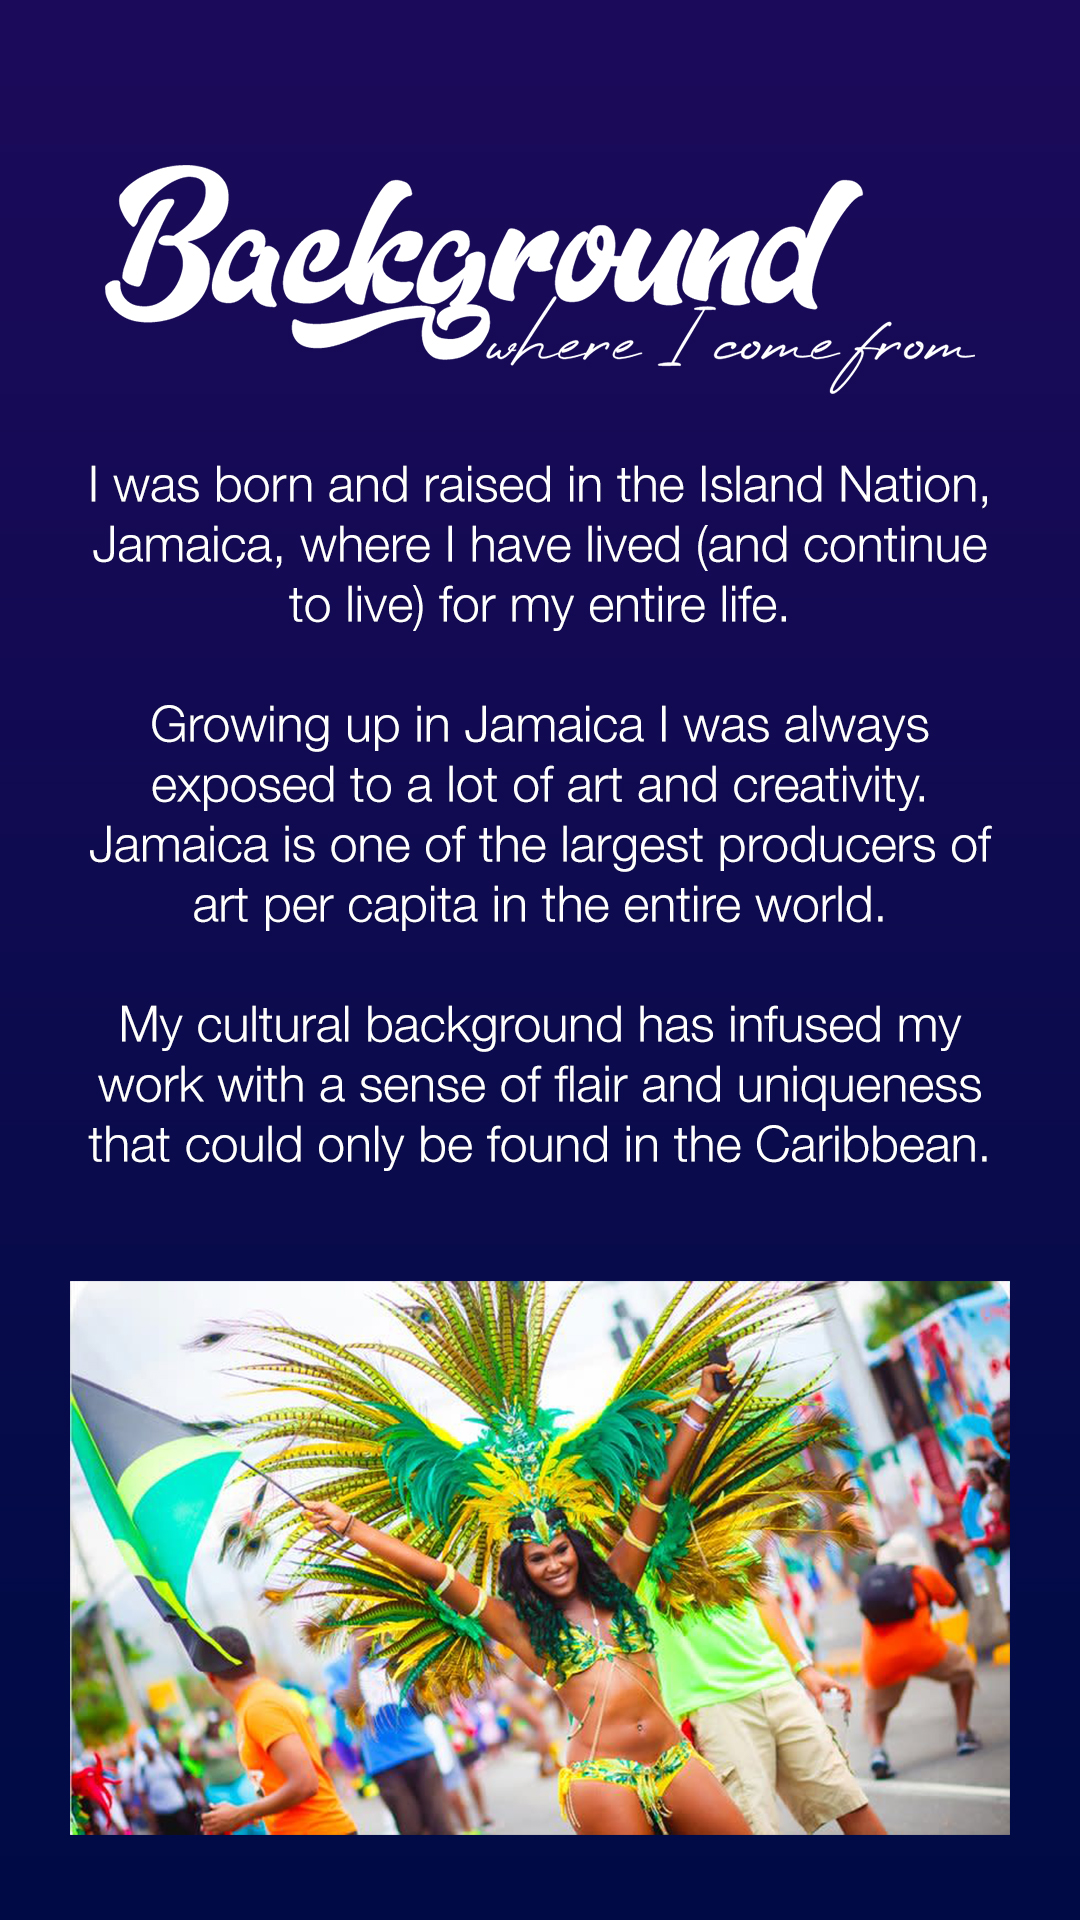 Background
where I come from
I was born and raised in the Island Nation,
Jamaica, where I have lived (and continue
to live) for my entire life.
Growing up in Jamaica I was always
exposed to a lot of art and creativity.
Jamaica is one of the largest producers of
art per capita in the entire world.
My cultural background has infused my
work with a sense of flair and uniqueness
that could only be found in the Caribbean.